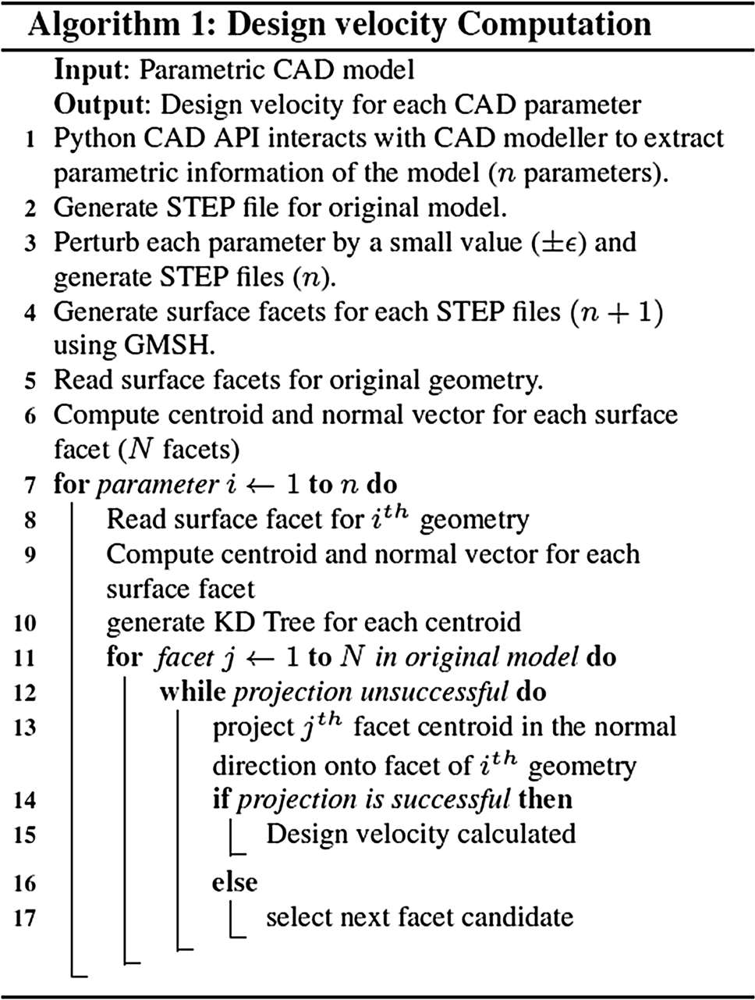 Algorithm 1: Design velocity Computation
Input: Parametric CAD model
Output: Design velocity for each CAD parameter
1 Python CAD API interacts with CAD modeller to extract
parametric information of the model (n parameters).
2 Generate STEP file for original model.
3 Perturb each parameter by a small value (±ϵ) and
generate STEP files (n).
4 Generate surface facets for each STEP files (n + 1)
using GMSH.
5 Read surface facets for original geometry.
6 Compute centroid and normal vector for each surface
facet (N facets)
7 for parameter i ← 1 to n do
8 Read surface facet for i^{th} geometry
9 Compute centroid and normal vector for each
surface facet
10 generate KD Tree for each centroid
11 for facet j ← 1 to N in original model do
12 while projection unsuccessful do
13 project j^{th} facet centroid in the normal
direction onto facet of i^{th} geometry
14 if projection is successful then
15 Design velocity calculated
16 else
17 select next facet candidate